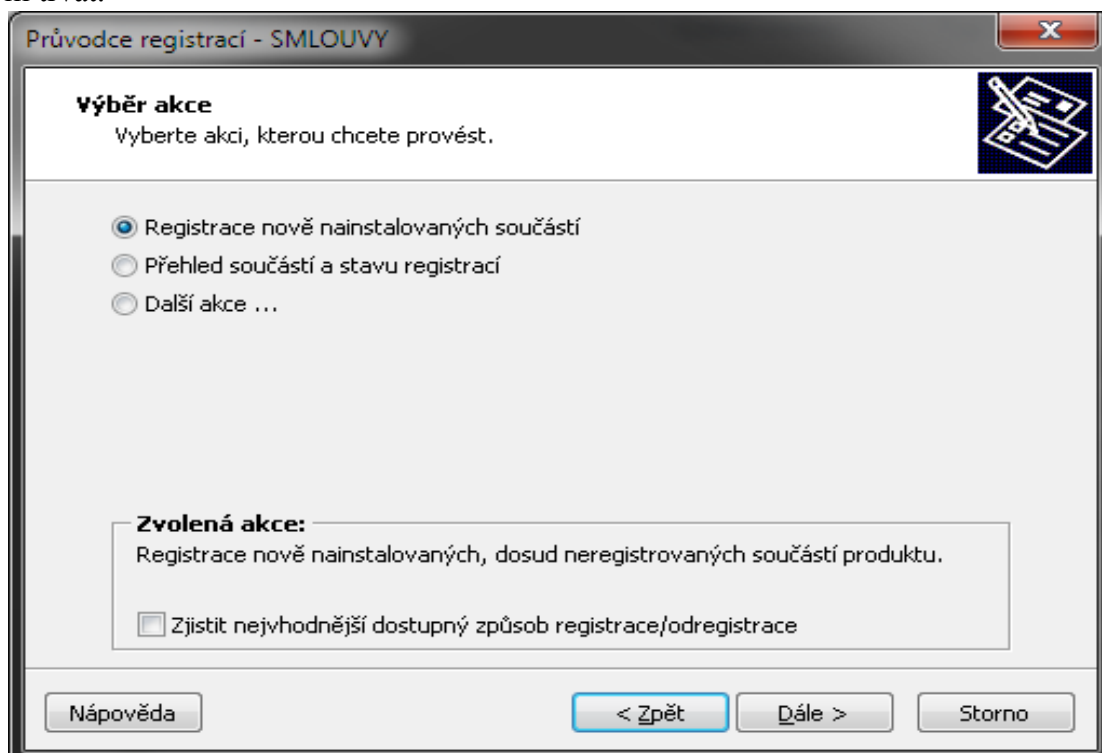 Průvodce registrací - SMLOUVY
Výběr akce
Vyberte akci, kterou chcete provést.
Registrace nově nainstalovaných součástí
Přehled součástí a stavu registrací
Další akce ...
Zvolená akce:
Registrace nově nainstalovaných, dosud neregistrovaných součástí produktu.
Zjistit nejvhodnější dostupný způsob registrace/odregistrace
Nápověda
< Zpět
Dále >
Storno